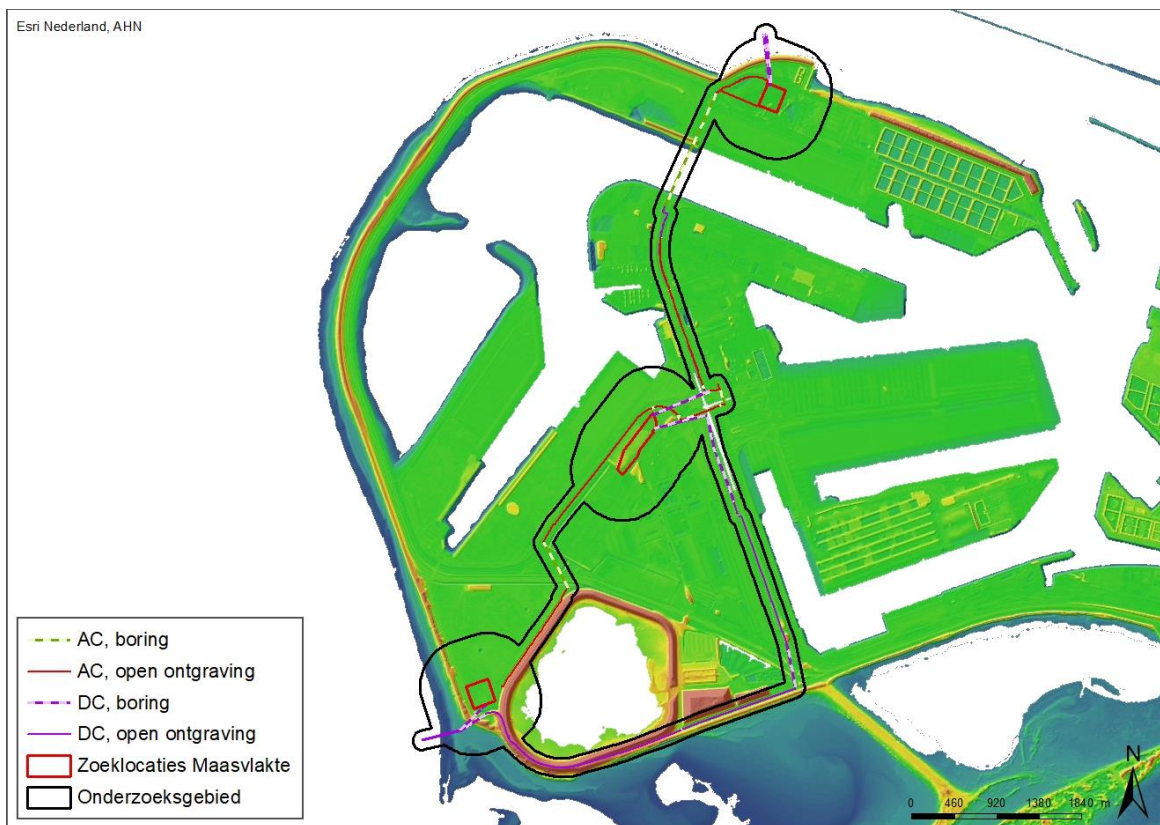 Esri Nederland, AHN
AC, boring
AC, open ontgraving
DC, boring
DC, open ontgraving
Zoeklocaties Maasvlakte
Onderzoeksgebied
N
0 460 920 1380 1840 m